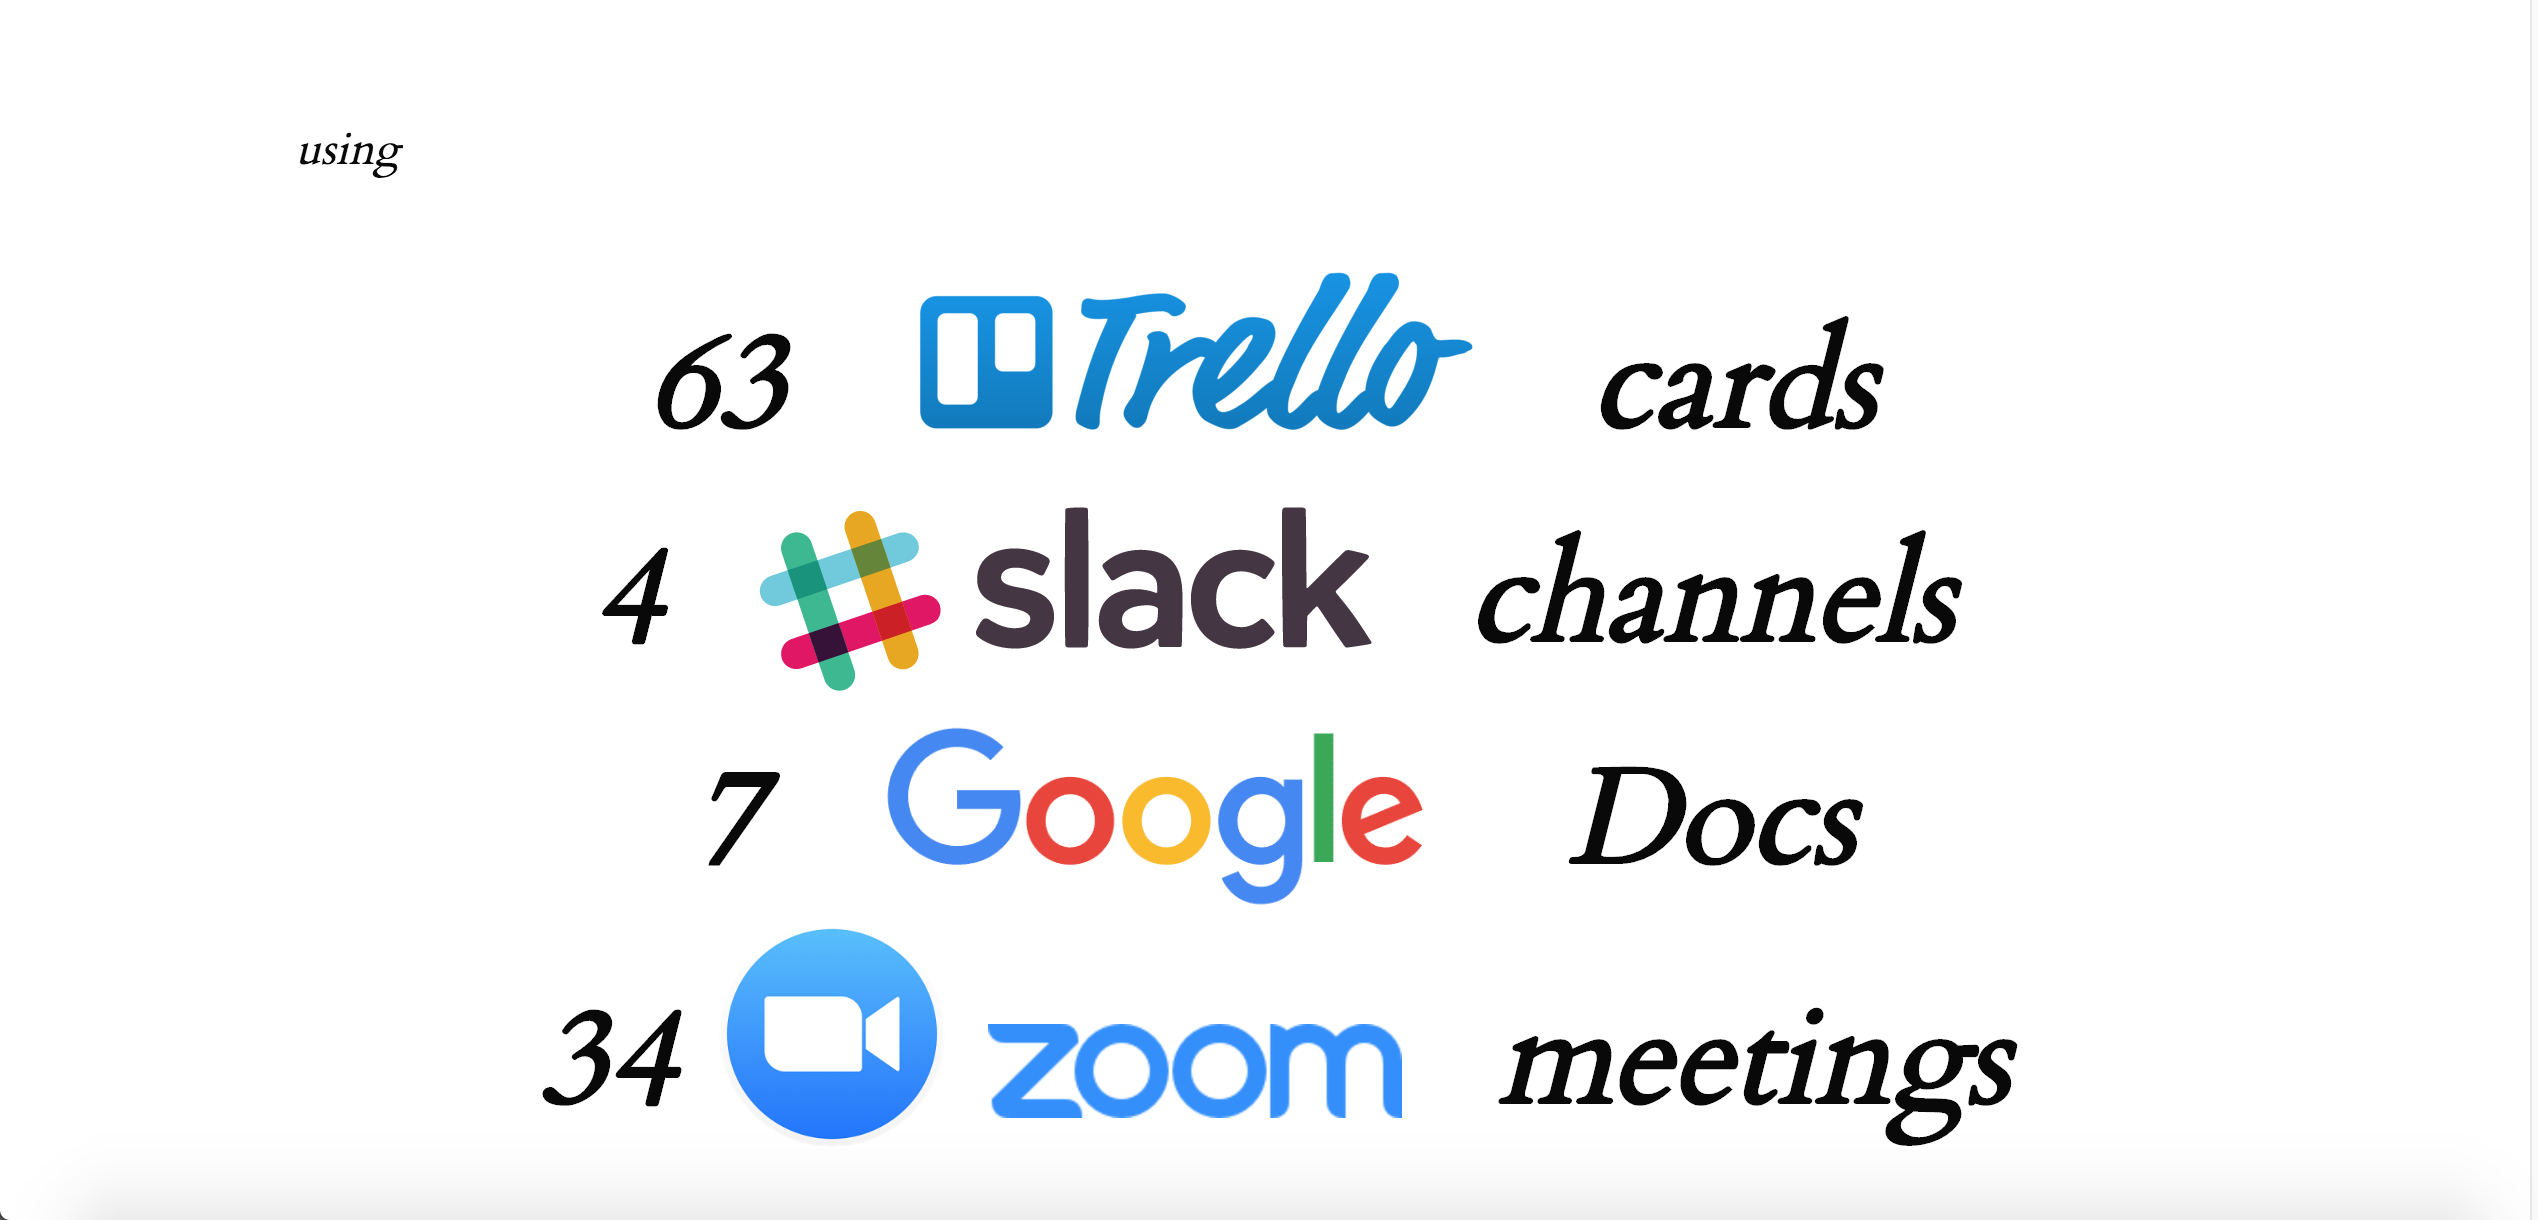 using
63 Trello cards
4 slack channels
7 Google Docs
34 zoom meetings